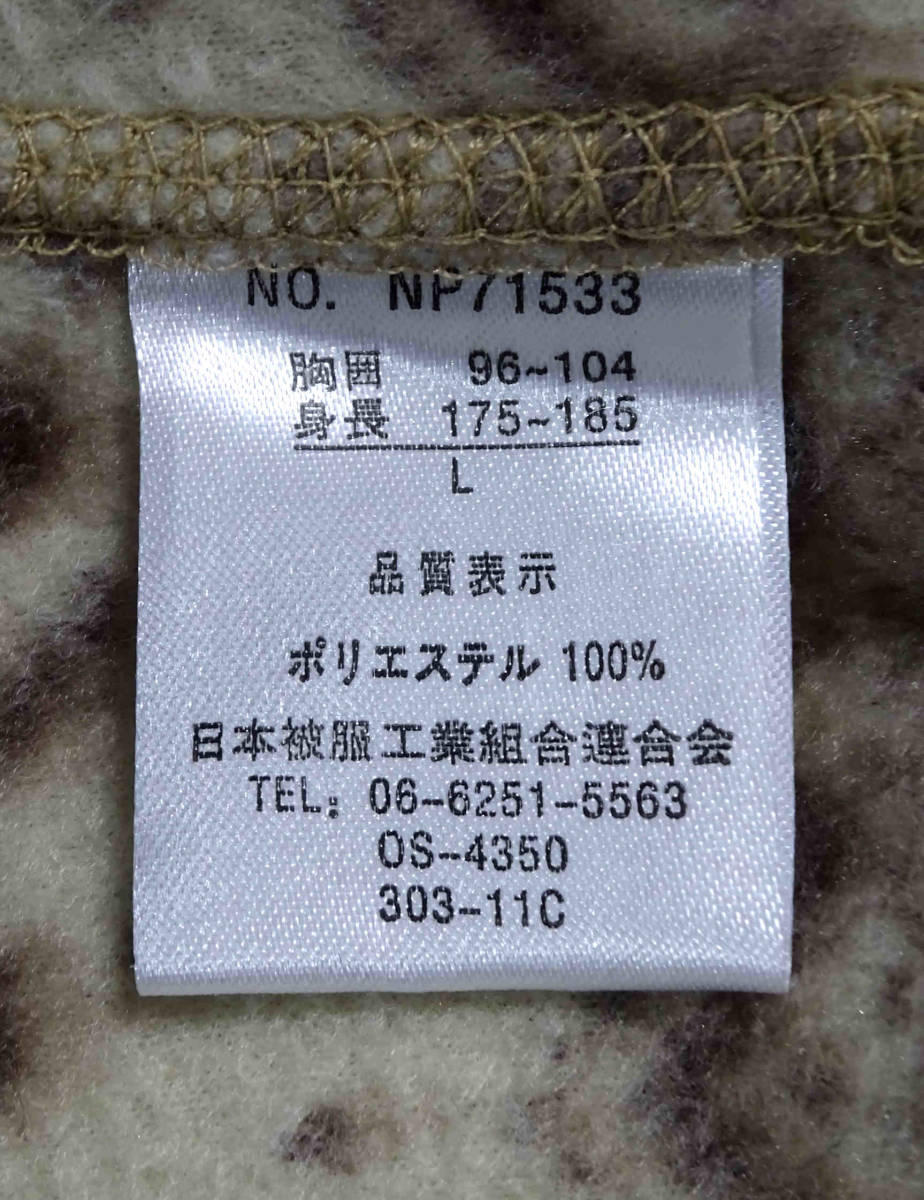 NO. NP71533
胸囲 96~104
身長 175~185
L
品質表示
ポリエステル 100%
日本被服工業組合連合会
TEL: 06-6251-5563
OS-4350
303-11C